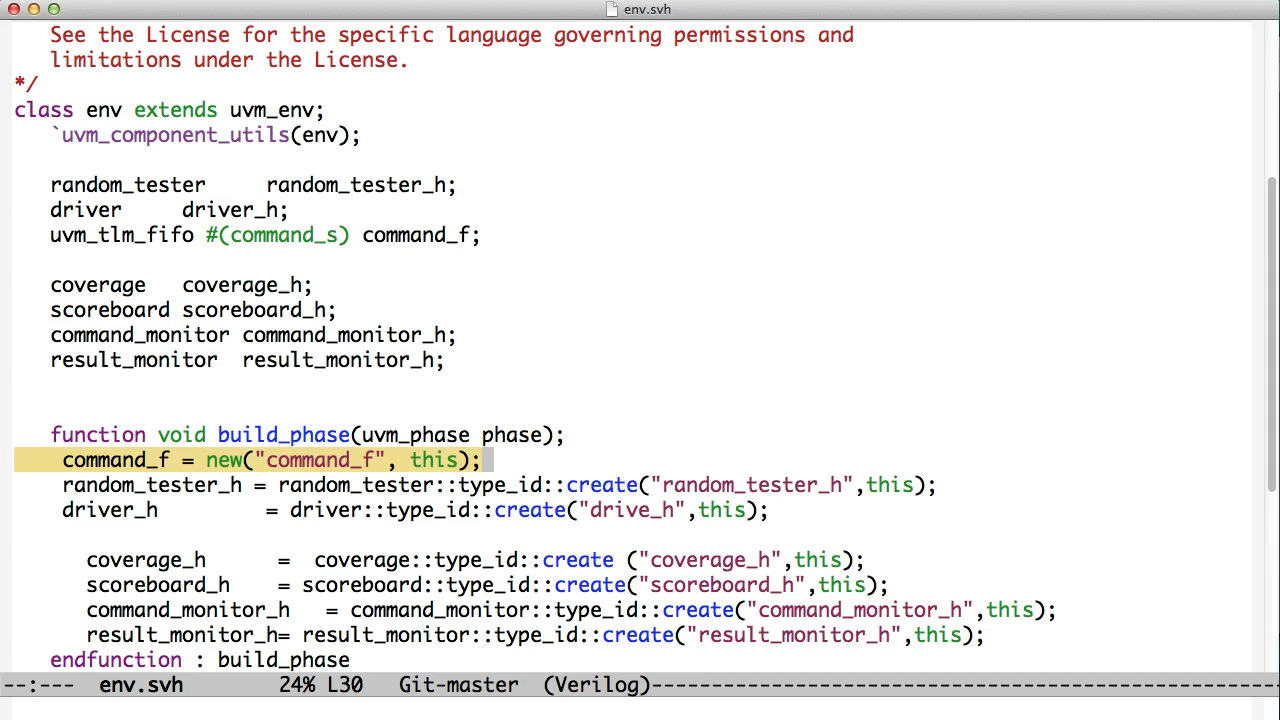 env.svh
See the License for the specific language governing permissions and
limitations under the License.
*/
class env extends uvm_env;
`uvm_component_utils(env);
random_tester     random_tester_h;
driver     driver_h;
uvm_tlm_fifo #(command_s) command_f;
coverage   coverage_h;
scoreboard scoreboard_h;
command_monitor command_monitor_h;
result_monitor  result_monitor_h;
function void build_phase(uvm_phase phase);
command_f = new("command_f", this);
random_tester_h = random_tester::type_id::create("random_tester_h",this);
driver_h         = driver::type_id::create("drive_h",this);
coverage_h      =  coverage::type_id::create ("coverage_h",this);
scoreboard_h    = scoreboard::type_id::create("scoreboard_h",this);
command_monitor_h   = command_monitor::type_id::create("command_monitor_h",this);
result_monitor_h= result_monitor::type_id::create("result_monitor_h",this);
endfunction : build_phase
--:---  env.svh        24% L30   Git-master  (Verilog)----------------------------------------------------